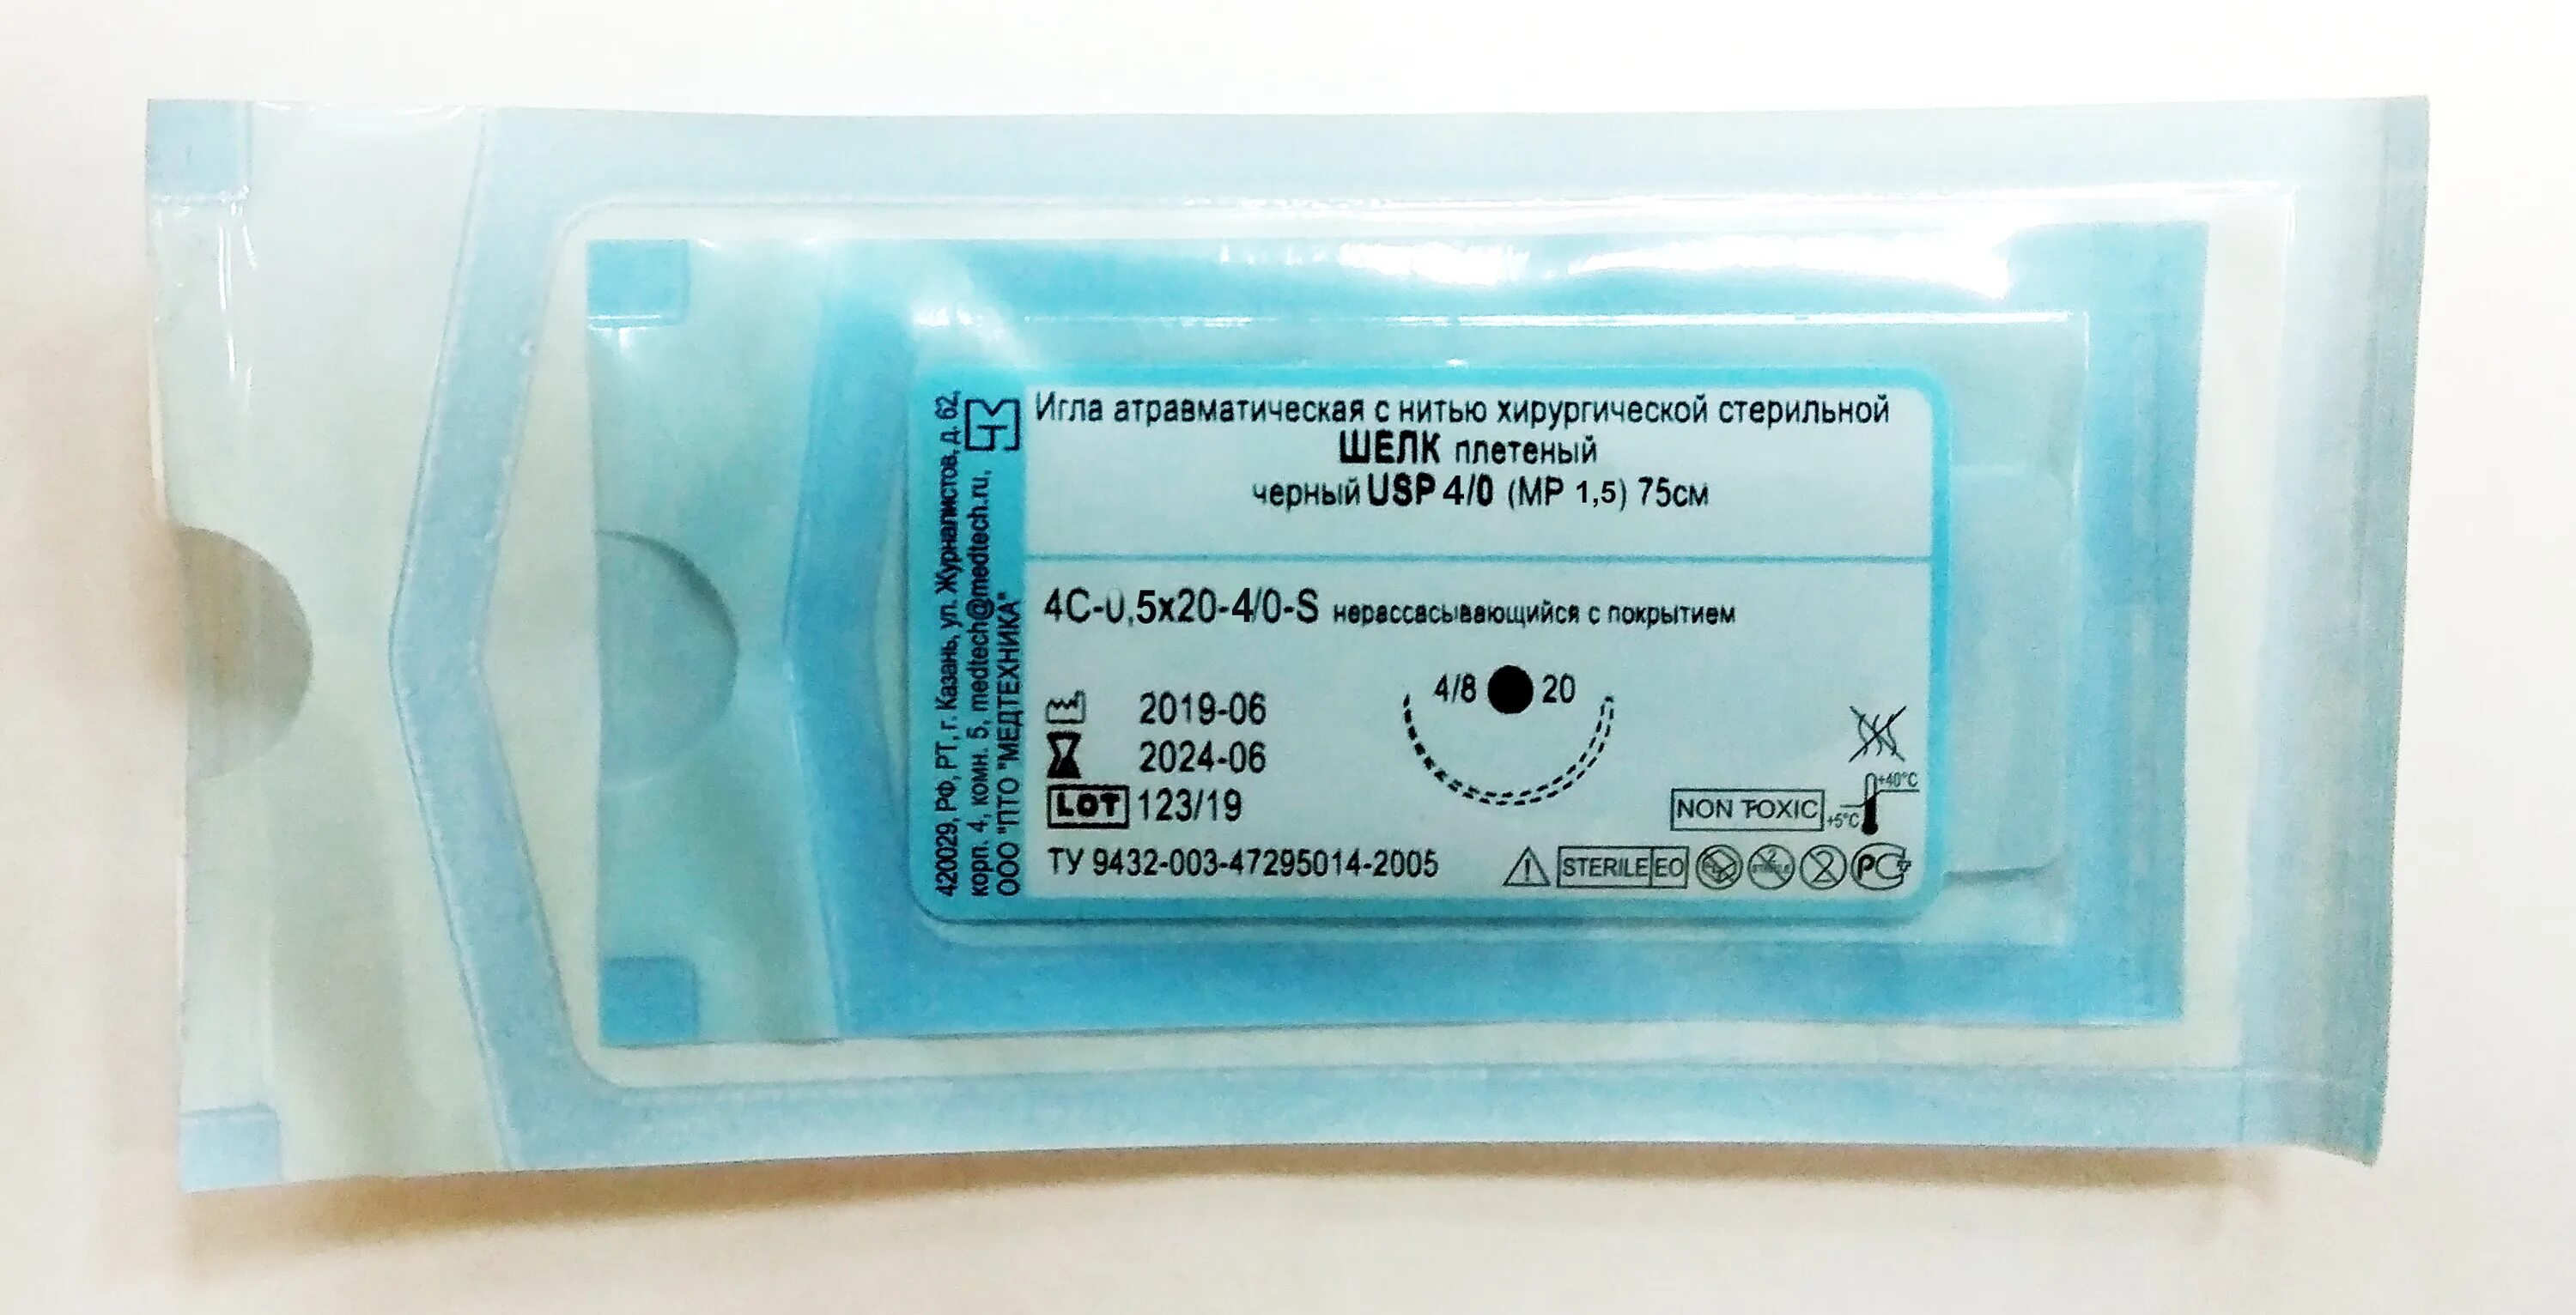 420029, РФ, РТ, г. Казань, ул. Журналистов, д. 62,
корп. 4, комн. 5, medtech@medtech.ru,
ООО "ПТО "МЕДТЕХНИКА"
Игла атравматическая с нитью хирургической стерильной
ШЕЛК плетеный
черный USP 4/0 (МР 1,5) 75см
4С-0,5х20-4/0-S нерассасывающийся с покрытием
4/8 20
2019-06
2024-06
LOT 123/19
NON TOXIC +5°C +40°C
ТУ 9432-003-47295014-2005
STERILE EO 2 РСТ